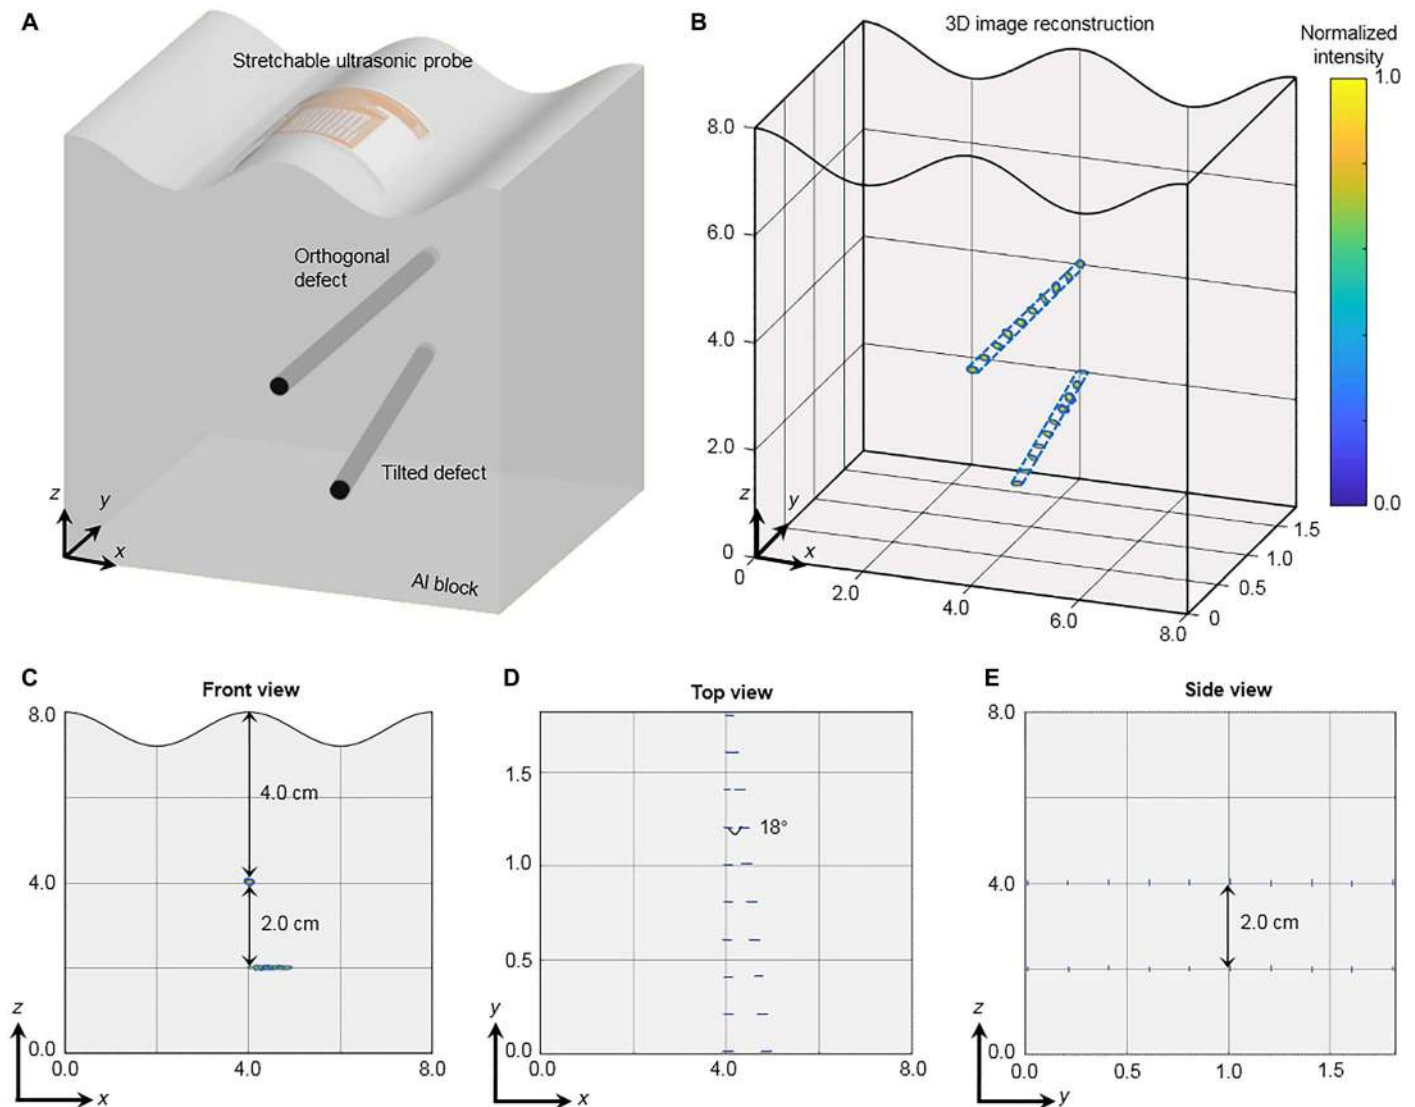 A
Stretchable ultrasonic probe
Orthogonal
defect
Tilted defect
z
y
x
Al block
B
3D image reconstruction
Normalized
intensity
1.0
0.0
8.0
6.0
4.0
2.0
0
z
y
x
0
2.0
4.0
6.0
8.0
0
0.5
1.0
1.5
C
Front view
8.0
4.0
0.0
4.0 cm
2.0 cm
z
x
0.0
4.0
8.0
D
Top view
1.5
1.0
0.5
0.0
18°
y
x
0.0
4.0
8.0
E
Side view
8.0
4.0
0.0
2.0 cm
z
y
0.0
0.5
1.0
1.5